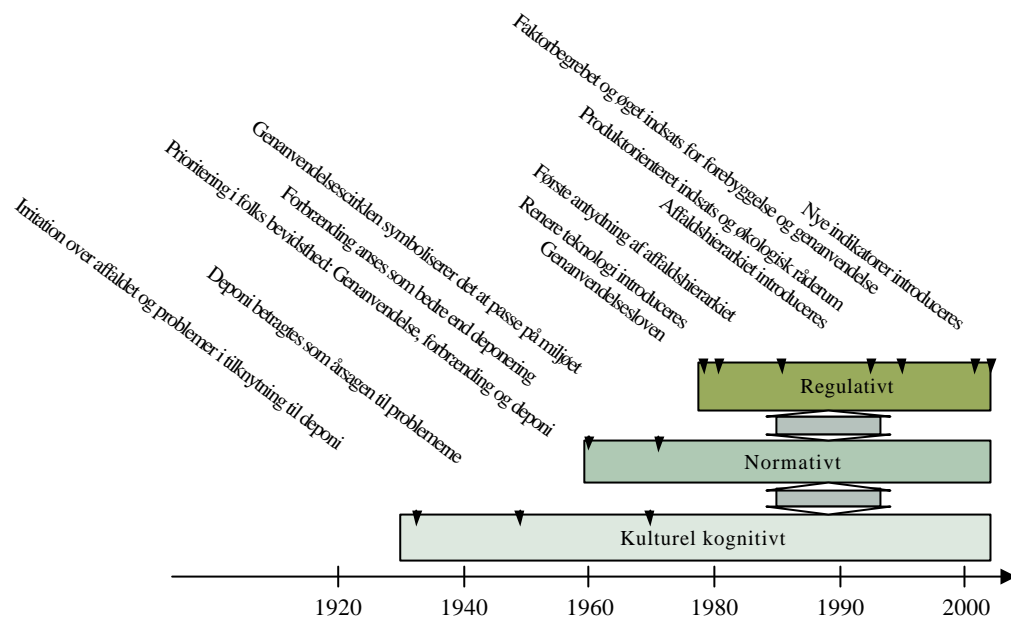 Faktorbegrebet og øget indsats for forebyggelse og genanvendelse
Produktorienteret indsats og økologisk råderum
Nye indikatorer introduceres
Genanvendelsescirklen symboliserer det at passe på miljøet
Prioritering i folks bevidsthed: Genanvendelse, forbrænding og deponi
Forbrænding anses som bedre end deponering
Første antydning af affaldshierarkiet
Affaldshierarkiet introduceres
Renere teknologi introduceres
Genanvendelsesloven
Irritation over affaldet og problemer i tilknytning til deponi
Deponi betragtes som årsagen til problemerne
Regulativt
Normativt
Kulturel kognitivt
1920 1940 1960 1980 1990 2000